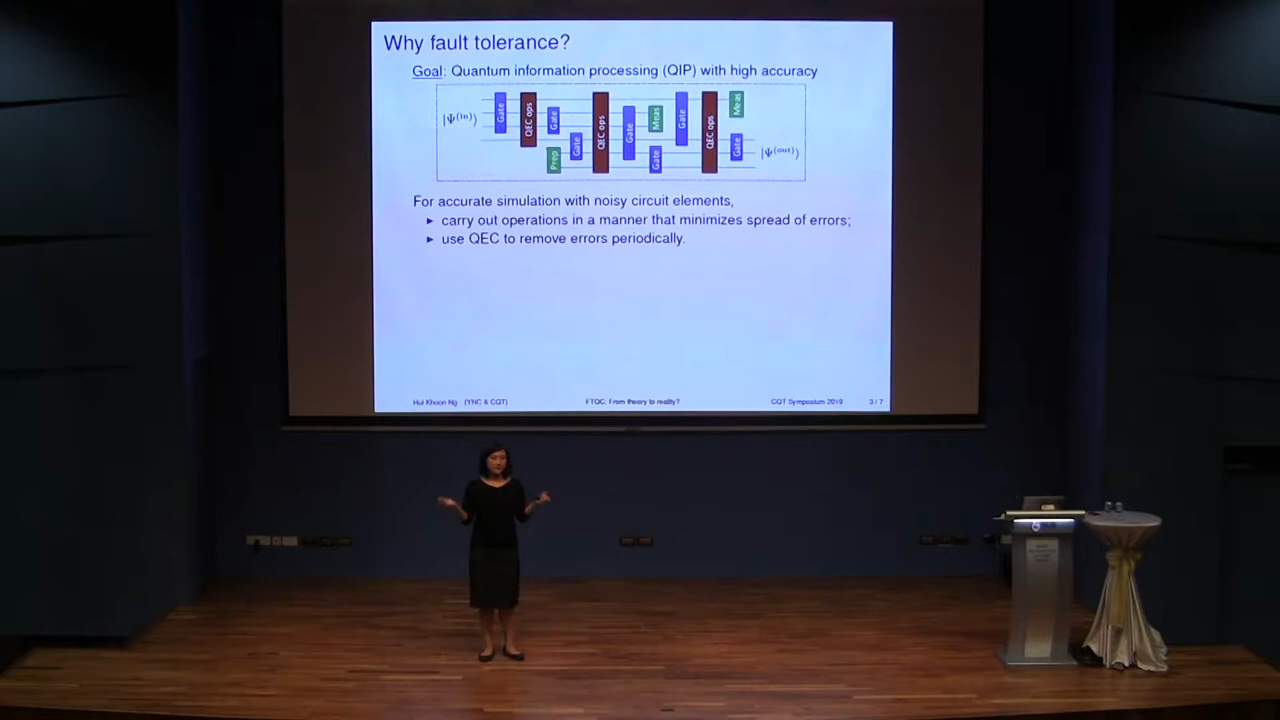 Why fault tolerance?
Goal: Quantum information processing (QIP) with high accuracy
|Ψ(in)⟩ Gate QEC ops Gate Prep Gate QEC ops Gate Meas Gate Gate QEC ops Meas Gate |Ψ(out)⟩
For accurate simulation with noisy circuit elements,
► carry out operations in a manner that minimizes spread of errors;
► use QEC to remove errors periodically.
Hui Khoon Ng (YNC & CQT) FTQC: From theory to reality? CQT Symposium 2019 3 / 7